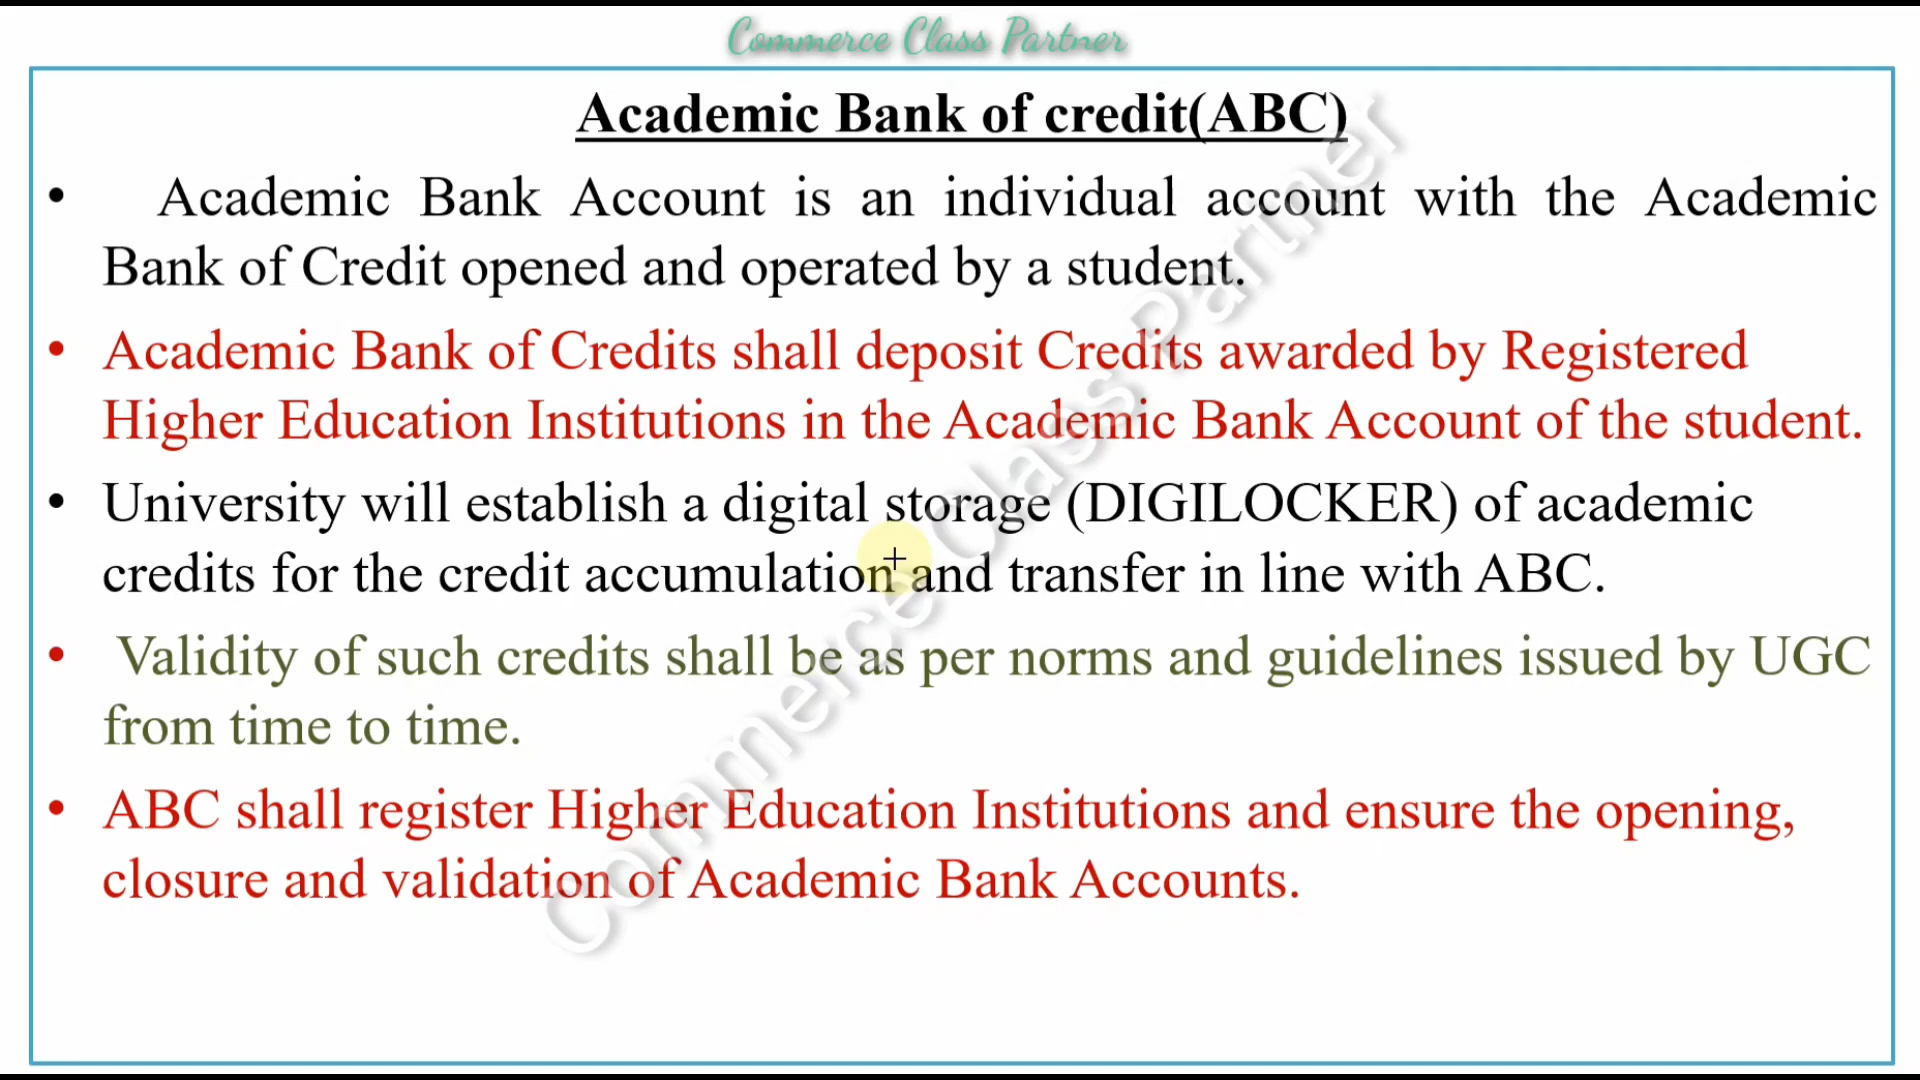 Commerce Class Partner
Academic Bank of credit(ABC)
• Academic Bank Account is an individual account with the Academic
Bank of Credit opened and operated by a student.
• Academic Bank of Credits shall deposit Credits awarded by Registered
Higher Education Institutions in the Academic Bank Account of the student.
• University will establish a digital storage (DIGILOCKER) of academic
credits for the credit accumulation and transfer in line with ABC.
• Validity of such credits shall be as per norms and guidelines issued by UGC
from time to time.
• ABC shall register Higher Education Institutions and ensure the opening,
closure and validation of Academic Bank Accounts.
Commerce Class Partner